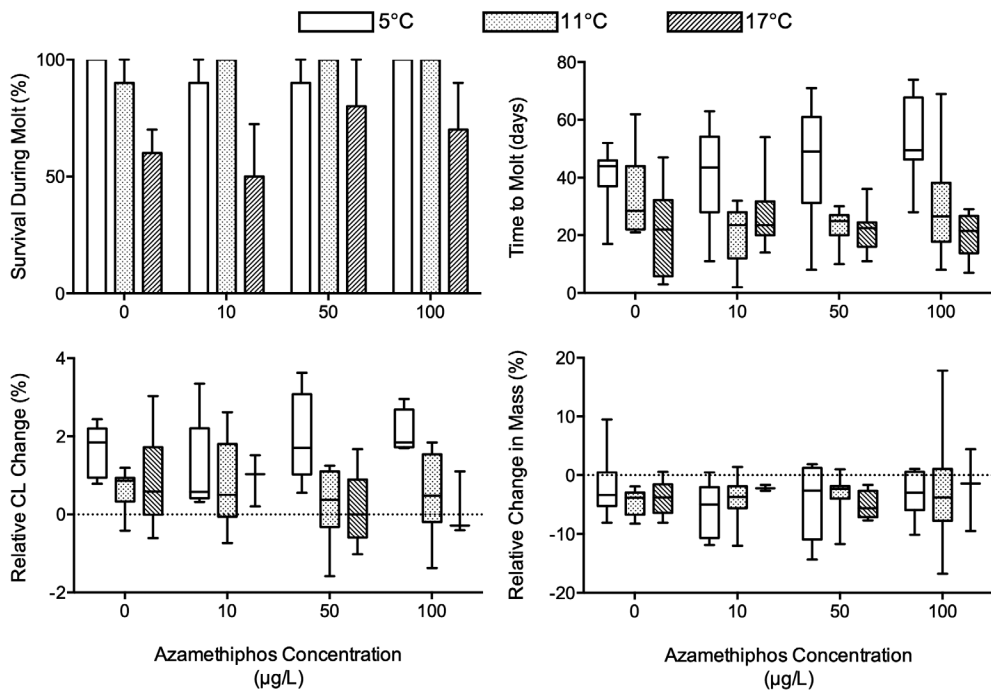 5°C 11°C 17°C
Survival During Molt (%)
100
50
0
0 10 50 100
Time to Molt (days)
80
60
40
20
0
0 10 50 100
Relative CL Change (%)
4
2
0
-2
0 10 50 100
Azamethiphos Concentration
(µg/L)
Relative Change in Mass (%)
20
10
0
-10
-20
0 10 50 100
Azamethiphos Concentration
(µg/L)